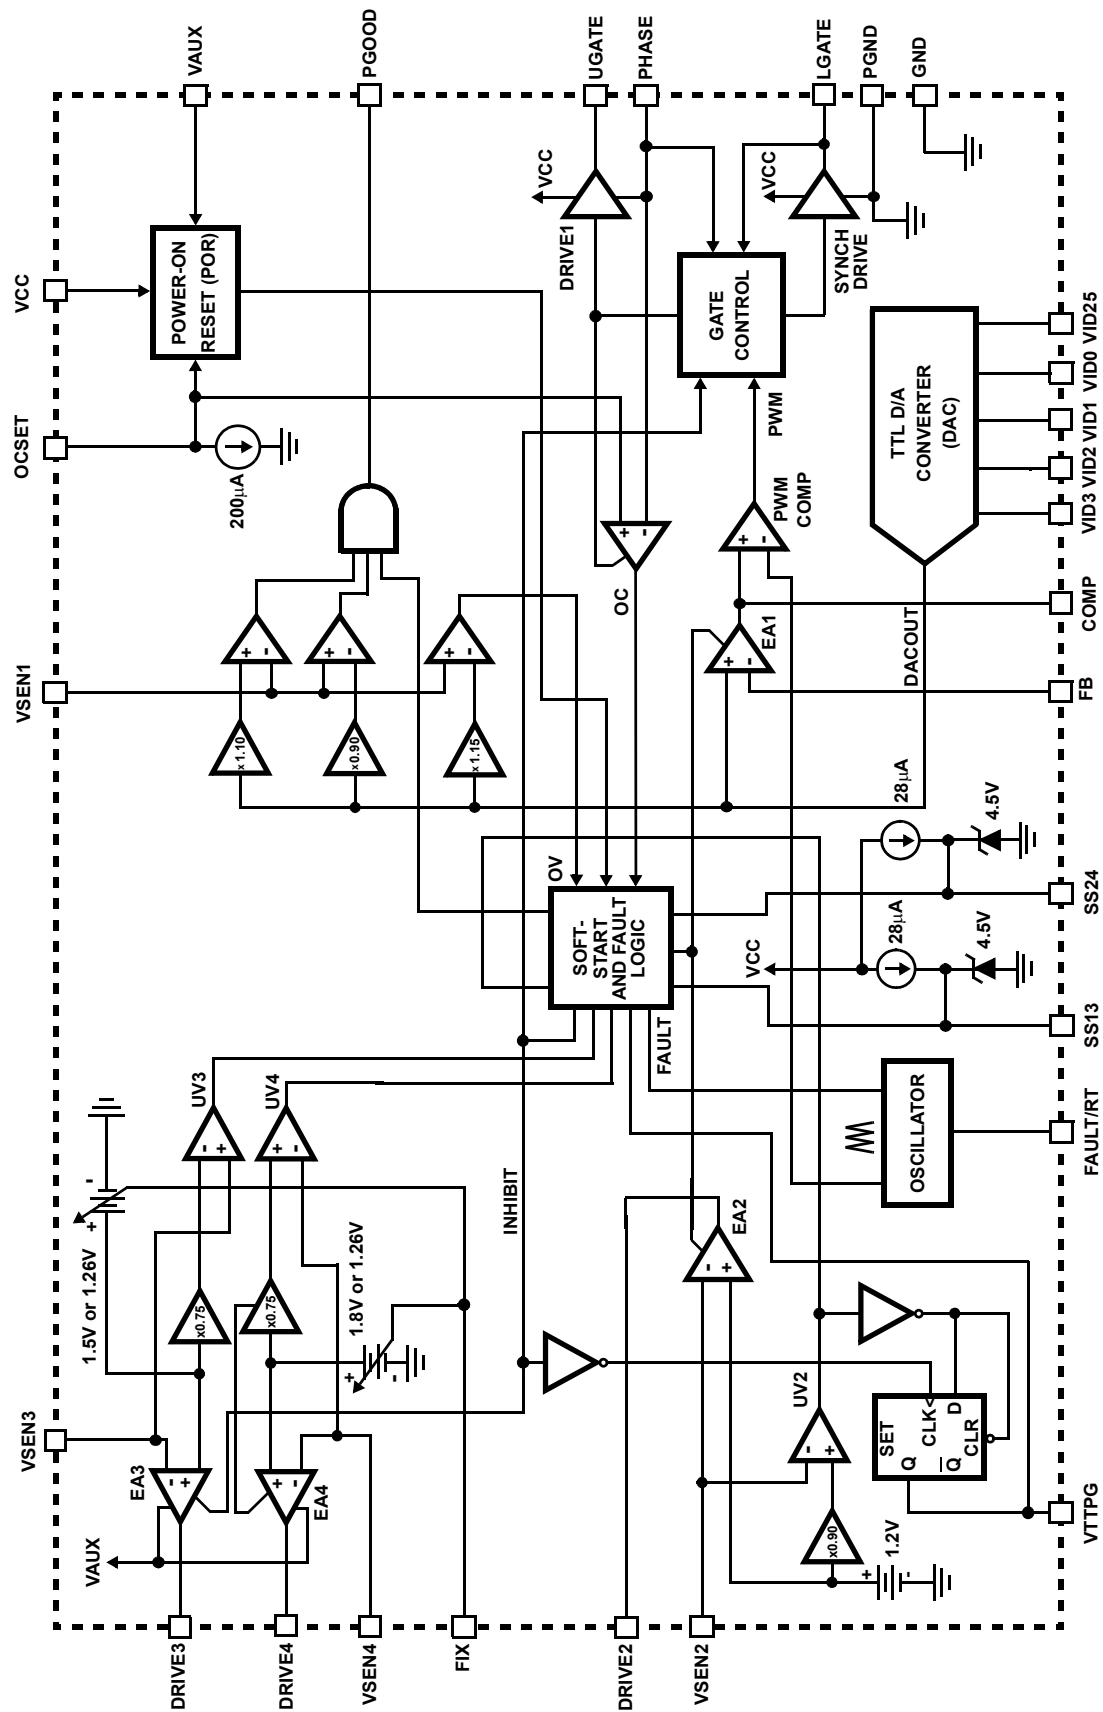 VSEN3
VSEN1
OCSET
VCC
VAUX
1.5V or 1.26V
+
-
EA3
-
+
UV3
-
+
x0.75
DRIVE3
POWER-ON
RESET (POR)
VAUX
200µA
x 1.10
+
-
EA4
+
-
x0.75
UV4
+
-
DRIVE4
1.8V or 1.26V
+
-
x0.90
+
-
PGOOD
VSEN4
x 1.15
+
-
FIX
INHIBIT
OV
DRIVE1
VCC
UGATE
SOFT-
START
AND FAULT
LOGIC
OC
+
-
DRIVE2
PHASE
FAULT
VSEN2
EA2
-
+
EA1
+
-
PWM
COMP
+
-
PWM
GATE
CONTROL
VCC
VCC
SYNCH
DRIVE
LGATE
UV2
-
+
x0.90
1.2V
+
-
28µA
28µA
PGND
SET
Q
CLK<
D
Q
CLR
OSCILLATOR
DACOUT
TTL D/A
CONVERTER
(DAC)
GND
4.5V
4.5V
VTTPG
FAULT/RT
SS13
SS24
FB
COMP
VID3
VID2
VID1
VID0
VID25